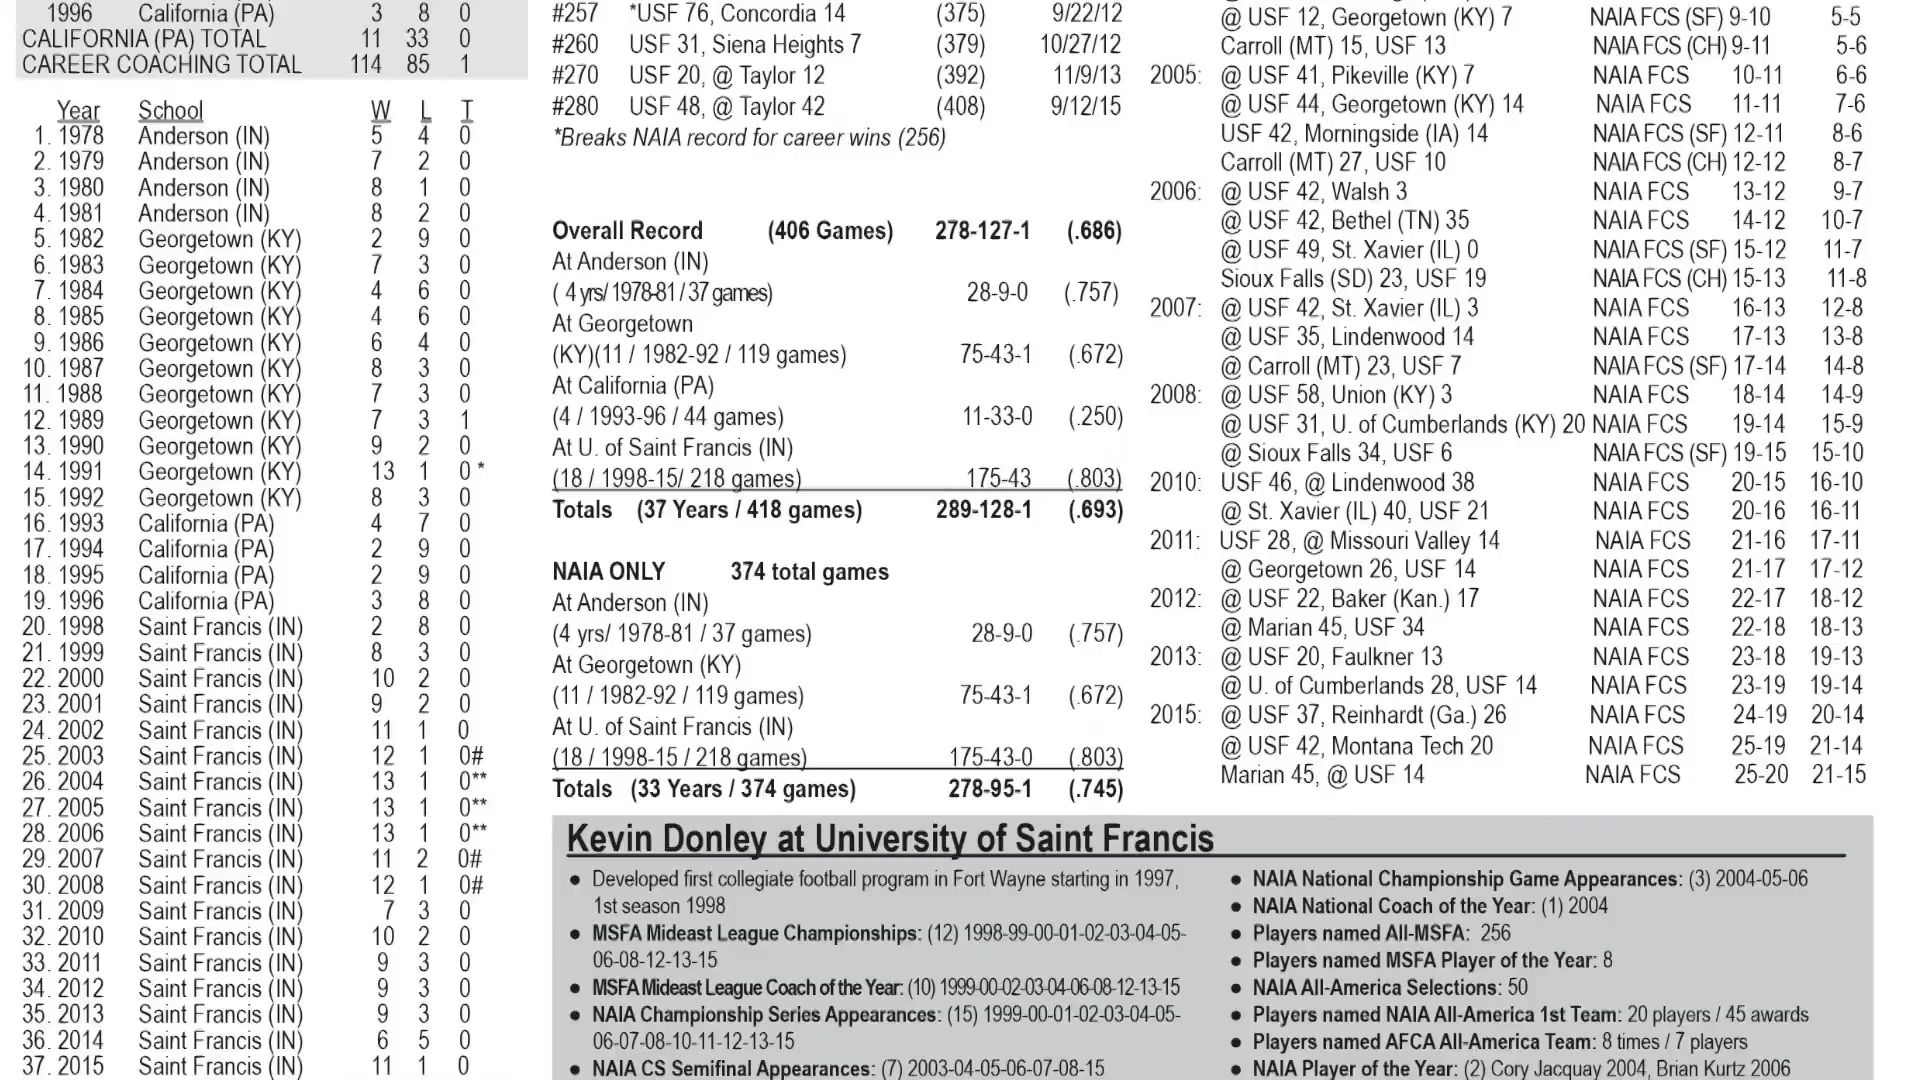 1996 California (PA) 3 8 0
CALIFORNIA (PA) TOTAL 11 33 0
CAREER COACHING TOTAL 114 85 1
Year School W L T
1. 1978 Anderson (IN) 5 4 0
2. 1979 Anderson (IN) 7 2 0
3. 1980 Anderson (IN) 8 1 0
4. 1981 Anderson (IN) 8 2 0
5. 1982 Georgetown (KY) 2 9 0
6. 1983 Georgetown (KY) 7 3 0
7. 1984 Georgetown (KY) 4 6 0
8. 1985 Georgetown (KY) 4 6 0
9. 1986 Georgetown (KY) 6 4 0
10. 1987 Georgetown (KY) 8 3 0
11. 1988 Georgetown (KY) 7 3 0
12. 1989 Georgetown (KY) 7 3 1
13. 1990 Georgetown (KY) 9 2 0
14. 1991 Georgetown (KY) 13 1 0 *
15. 1992 Georgetown (KY) 8 3 0
16. 1993 California (PA) 4 7 0
17. 1994 California (PA) 2 9 0
18. 1995 California (PA) 2 9 0
19. 1996 California (PA) 3 8 0
20. 1998 Saint Francis (IN) 2 8 0
21. 1999 Saint Francis (IN) 8 3 0
22. 2000 Saint Francis (IN) 10 2 0
23. 2001 Saint Francis (IN) 9 2 0
24. 2002 Saint Francis (IN) 11 1 0
25. 2003 Saint Francis (IN) 12 1 0#
26. 2004 Saint Francis (IN) 13 1 0**
27. 2005 Saint Francis (IN) 13 1 0**
28. 2006 Saint Francis (IN) 13 1 0**
29. 2007 Saint Francis (IN) 11 2 0#
30. 2008 Saint Francis (IN) 12 1 0#
31. 2009 Saint Francis (IN) 7 3 0
32. 2010 Saint Francis (IN) 10 2 0
33. 2011 Saint Francis (IN) 9 3 0
34. 2012 Saint Francis (IN) 9 3 0
35. 2013 Saint Francis (IN) 9 3 0
36. 2014 Saint Francis (IN) 6 5 0
37. 2015 Saint Francis (IN) 11 1 0
#257 *USF 76, Concordia 14 (375) 9/22/12
#260 USF 31, Siena Heights 7 (379) 10/27/12
#270 USF 20, @ Taylor 12 (392) 11/9/13
#280 USF 48, @ Taylor 42 (408) 9/12/15
*Breaks NAIA record for career wins (256)
Overall Record (406 Games) 278-127-1 (.686)
At Anderson (IN)
( 4 yrs/ 1978-81 / 37 games) 28-9-0 (.757)
At Georgetown
(KY)(11 / 1982-92 / 119 games) 75-43-1 (.672)
At California (PA)
(4 / 1993-96 / 44 games) 11-33-0 (.250)
At U. of Saint Francis (IN)
(18 / 1998-15/ 218 games) 175-43 (.803)
Totals (37 Years / 418 games) 289-128-1 (.693)
NAIA ONLY 374 total games
At Anderson (IN)
(4 yrs/ 1978-81 / 37 games) 28-9-0 (.757)
At Georgetown (KY)
(11 / 1982-92 / 119 games) 75-43-1 (.672)
At U. of Saint Francis (IN)
(18 / 1998-15 / 218 games) 175-43-0 (.803)
Totals (33 Years / 374 games) 278-95-1 (.745)
@ USF 12, Georgetown (KY) 7 NAIA FCS (SF) 9-10 5-5
Carroll (MT) 15, USF 13 NAIA FCS (CH) 9-11 5-6
2005: @ USF 41, Pikeville (KY) 7 NAIA FCS 10-11 6-6
@ USF 44, Georgetown (KY) 14 NAIA FCS 11-11 7-6
USF 42, Morningside (IA) 14 NAIA FCS (SF) 12-11 8-6
Carroll (MT) 27, USF 10 NAIA FCS (CH) 12-12 8-7
2006: @ USF 42, Walsh 3 NAIA FCS 13-12 9-7
@ USF 42, Bethel (TN) 35 NAIA FCS 14-12 10-7
@ USF 49, St. Xavier (IL) 0 NAIA FCS (SF) 15-12 11-7
Sioux Falls (SD) 23, USF 19 NAIA FCS (CH) 15-13 11-8
2007: @ USF 42, St. Xavier (IL) 3 NAIA FCS 16-13 12-8
@ USF 35, Lindenwood 14 NAIA FCS 17-13 13-8
@ Carroll (MT) 23, USF 7 NAIA FCS (SF) 17-14 14-8
2008: @ USF 58, Union (KY) 3 NAIA FCS 18-14 14-9
@ USF 31, U. of Cumberlands (KY) 20 NAIA FCS 19-14 15-9
@ Sioux Falls 34, USF 6 NAIA FCS (SF) 19-15 15-10
2010: USF 46, @ Lindenwood 38 NAIA FCS 20-15 16-10
@ St. Xavier (IL) 40, USF 21 NAIA FCS 20-16 16-11
2011: USF 28, @ Missouri Valley 14 NAIA FCS 21-16 17-11
@ Georgetown 26, USF 14 NAIA FCS 21-17 17-12
2012: @ USF 22, Baker (Kan.) 17 NAIA FCS 22-17 18-12
@ Marian 45, USF 34 NAIA FCS 22-18 18-13
2013: @ USF 20, Faulkner 13 NAIA FCS 23-18 19-13
@ U. of Cumberlands 28, USF 14 NAIA FCS 23-19 19-14
2015: @ USF 37, Reinhardt (Ga.) 26 NAIA FCS 24-19 20-14
@ USF 42, Montana Tech 20 NAIA FCS 25-19 21-14
Marian 45, @ USF 14 NAIA FCS 25-20 21-15
Kevin Donley at University of Saint Francis
● Developed first collegiate football program in Fort Wayne starting in 1997,
1st season 1998
● MSFA Mideast League Championships: (12) 1998-99-00-01-02-03-04-05-
06-08-12-13-15
● MSFA Mideast League Coach of the Year: (10) 1999-00-02-03-04-06-08-12-13-15
● NAIA Championship Series Appearances: (15) 1999-00-01-02-03-04-05-
06-07-08-10-11-12-13-15
● NAIA CS Semifinal Appearances: (7) 2003-04-05-06-07-08-15
● NAIA National Championship Game Appearances: (3) 2004-05-06
● NAIA National Coach of the Year: (1) 2004
● Players named All-MSFA: 256
● Players named MSFA Player of the Year: 8
● NAIA All-America Selections: 50
● Players named NAIA All-America 1st Team: 20 players / 45 awards
● Players named AFCA All-America Team: 8 times / 7 players
● NAIA Player of the Year: (2) Cory Jacquay 2004, Brian Kurtz 2006